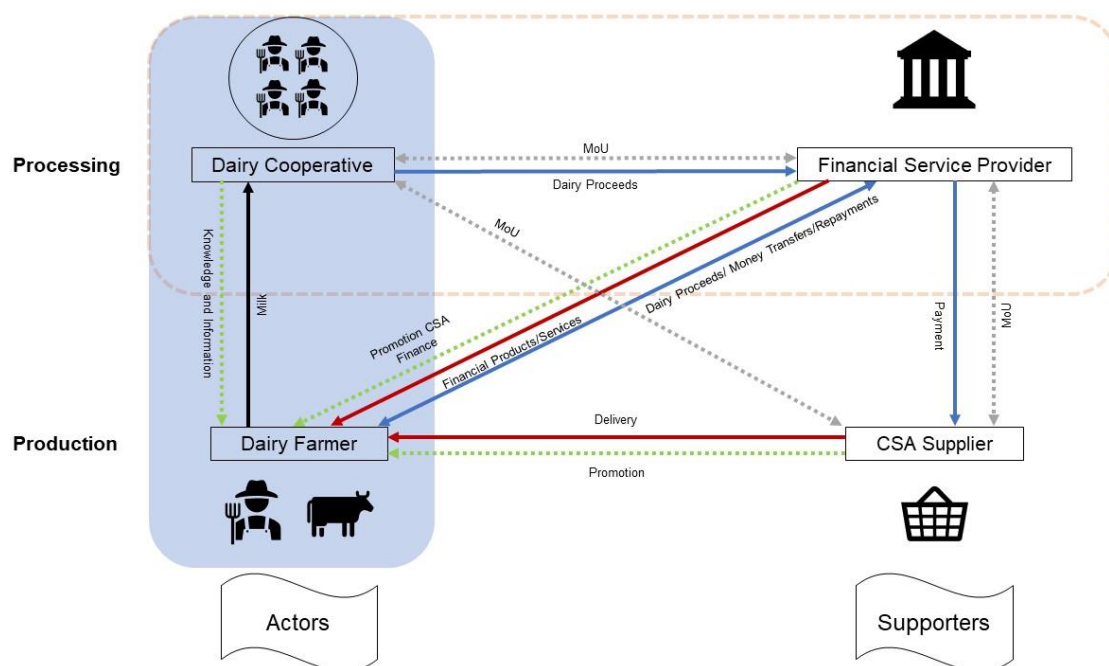 Processing
Dairy Cooperative
MoU
Dairy Proceeds
Financial Service Provider
MoU
Knowledge and Information
Milk
Promotion CSA
Finance
Financial Products/Services
Dairy Proceeds/ Money Transfers/Repayments
Payment
MoU
Production
Dairy Farmer
Delivery
Promotion
CSA Supplier
Actors
Supporters